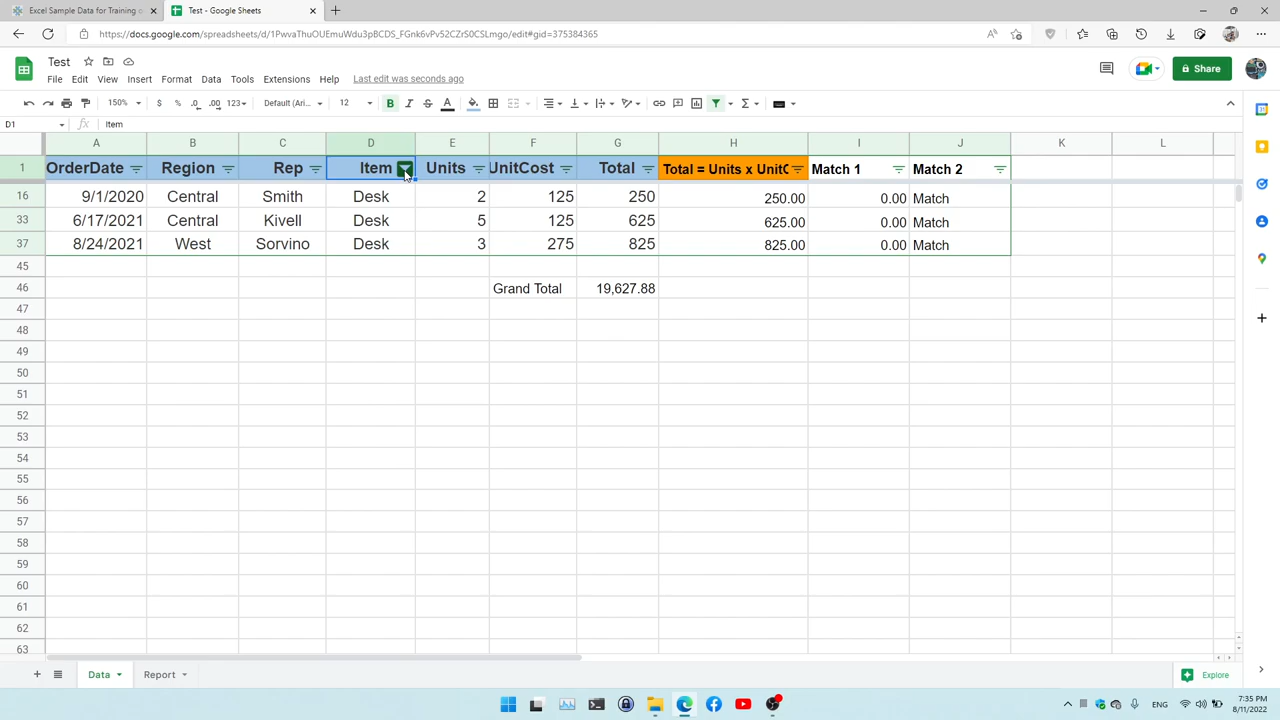 Excel Sample Data for Training o
Test - Google Sheets
https://docs.google.com/spreadsheets/d/1PwvaThuOUEmuWdu3pBCDS_FGnk6vPv52CZrS0CSLmgo/edit#gid=375384365
Test
File Edit View Insert Format Data Tools Extensions Help Last edit was seconds ago
Share
150% $ % .0 .00 123 Default (Ari... 12 B I S A
D1 fx Item
A B C D E F G H I J K L
1 OrderDate Region Rep Item Units UnitCost Total Total = Units x UnitC Match 1 Match 2
16 9/1/2020 Central Smith Desk 2 125 250 250.00 0.00 Match
33 6/17/2021 Central Kivell Desk 5 125 625 625.00 0.00 Match
37 8/24/2021 West Sorvino Desk 3 275 825 825.00 0.00 Match
45
46 Grand Total 19,627.88
47
48
49
50
51
52
53
54
55
56
57
58
59
60
61
62
63
Data Report Explore
ENG 7:35 PM
8/11/2022